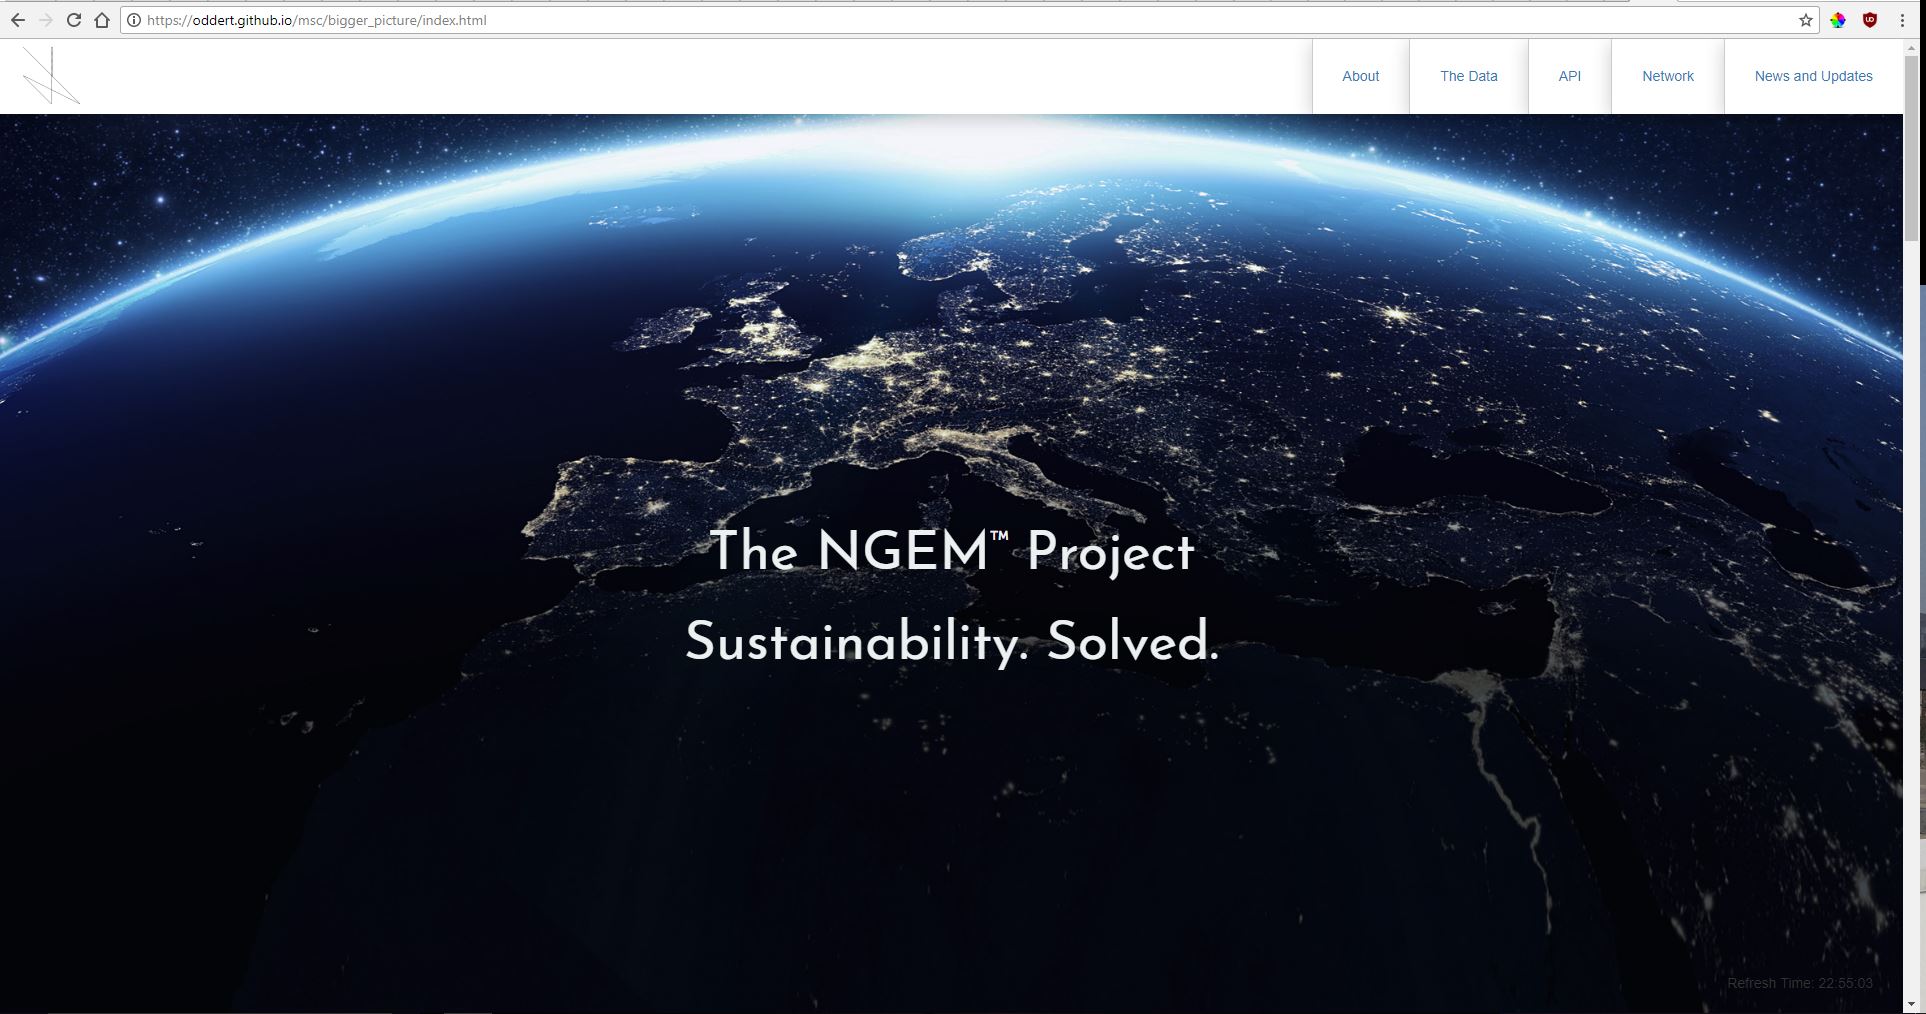 https://oddert.github.io/msc/bigger_picture/index.html
About
The Data
API
Network
News and Updates
The NGEM™ Project
Sustainability. Solved.
Refresh Time: 22:55:03